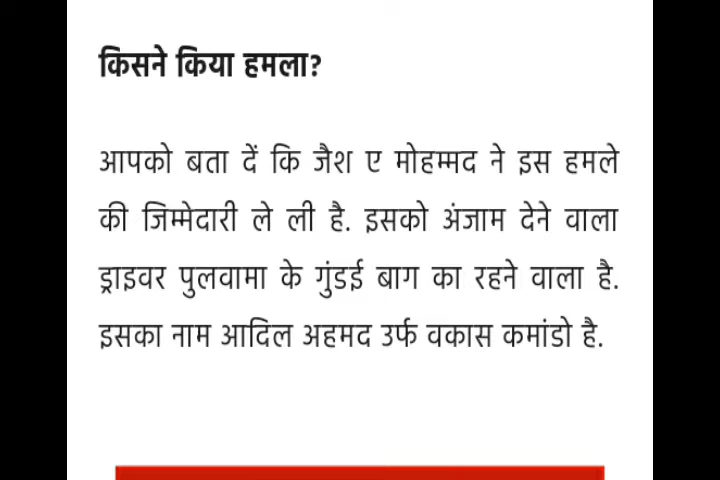 किसने किया हमला?
आपको बता दें कि जैश ए मोहम्मद ने इस हमले
की जिम्मेदारी ले ली है. इसको अंजाम देने वाला
ड्राइवर पुलवामा के गुंडई बाग का रहने वाला है.
इसका नाम आदिल अहमद उर्फ वकास कमांडो है.